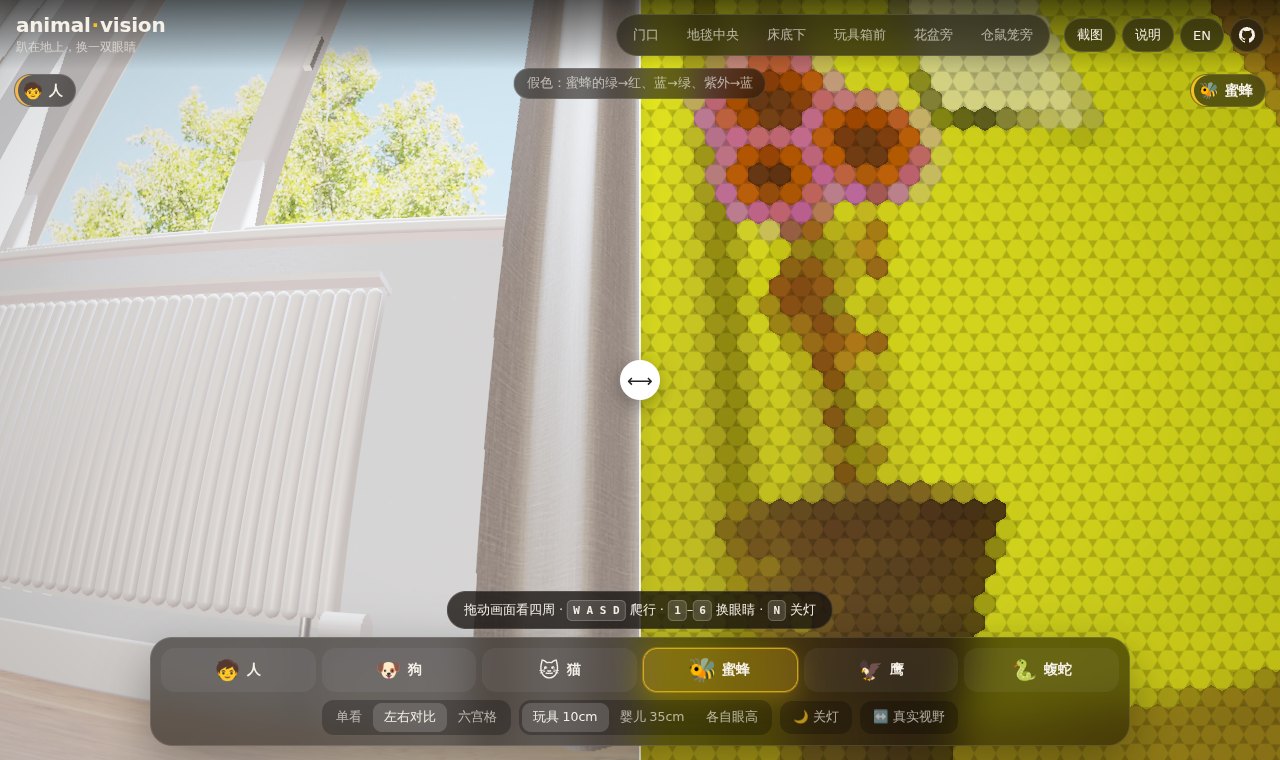 animal·vision
趴在地上，换一双眼睛
门口 地毯中央 床底下 玩具箱前 花盆旁 仓鼠笼旁
截图 说明 EN
🧒 人
假色：蜜蜂的绿→红、蓝→绿、紫外→蓝
🐝 蜜蜂
拖动画面看四周 · W A S D 爬行 · 1–6 换眼睛 · N 关灯
🧒 人 🐶 狗 🐱 猫 🐝 蜜蜂 🦅 鹰 🐍 蝮蛇
单看 左右对比 六宫格 玩具 10cm 婴儿 35cm 各自眼高 🌙 关灯 ↔️ 真实视野